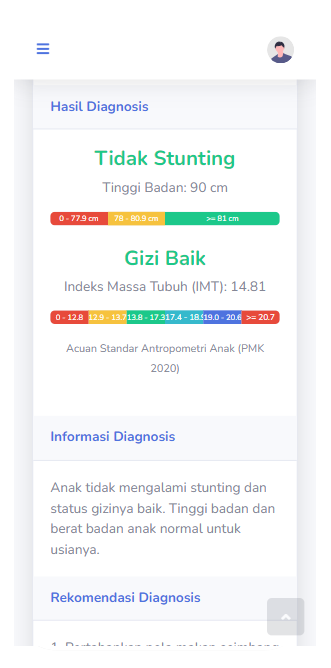 Hasil Diagnosis
Tidak Stunting
Tinggi Badan: 90 cm
0 - 77.9 cm 78 - 80.9 cm >= 81 cm
Gizi Baik
Indeks Massa Tubuh (IMT): 14.81
0 - 12.8 12.9 - 13.7 13.8 - 17.3 17.4 - 18.9 19.0 - 20.6 >= 20.7
Acuan Standar Antropometri Anak (PMK
2020)
Informasi Diagnosis
Anak tidak mengalami stunting dan
status gizinya baik. Tinggi badan dan
berat badan anak normal untuk
usianya.
Rekomendasi Diagnosis
1. Pertahankan pola makan seimbang